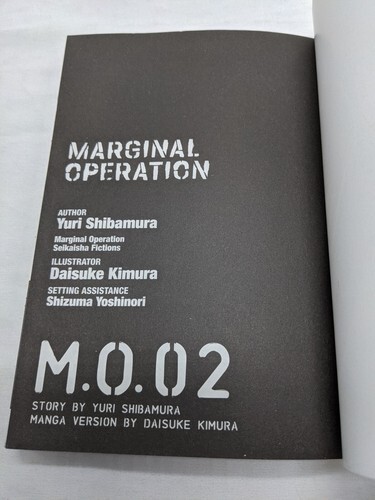 MARGINAL
OPERATION
AUTHOR
Yuri Shibamura
Marginal Operation
Seikaisha Fictions
ILLUSTRATOR
Daisuke Kimura
SETTING ASSISTANCE
Shizuma Yoshinori
M.O.02
STORY BY YURI SHIBAMURA
MANGA VERSION BY DAISUKE KIMURA